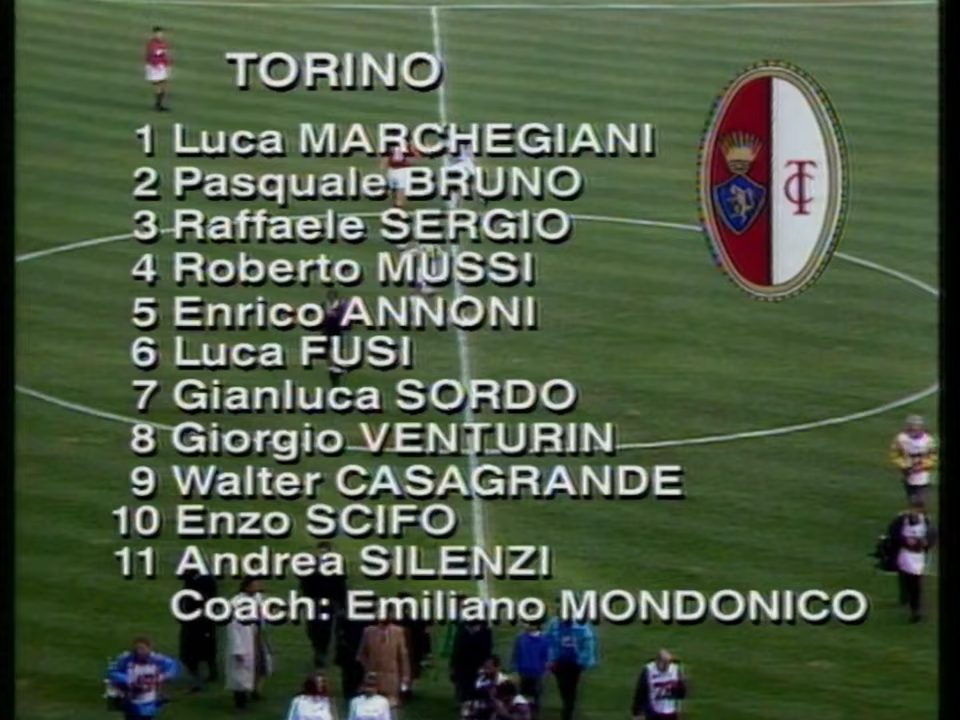 TORINO
1 Luca MARCHEGIANI
2 Pasquale BRUNO
3 Raffaele SERGIO
4 Roberto MUSSI
5 Enrico ANNONI
6 Luca FUSI
7 Gianluca SORDO
8 Giorgio VENTURIN
9 Walter CASAGRANDE
10 Enzo SCIFO
11 Andrea SILENZI
Coach: Emiliano MONDONICO
TC